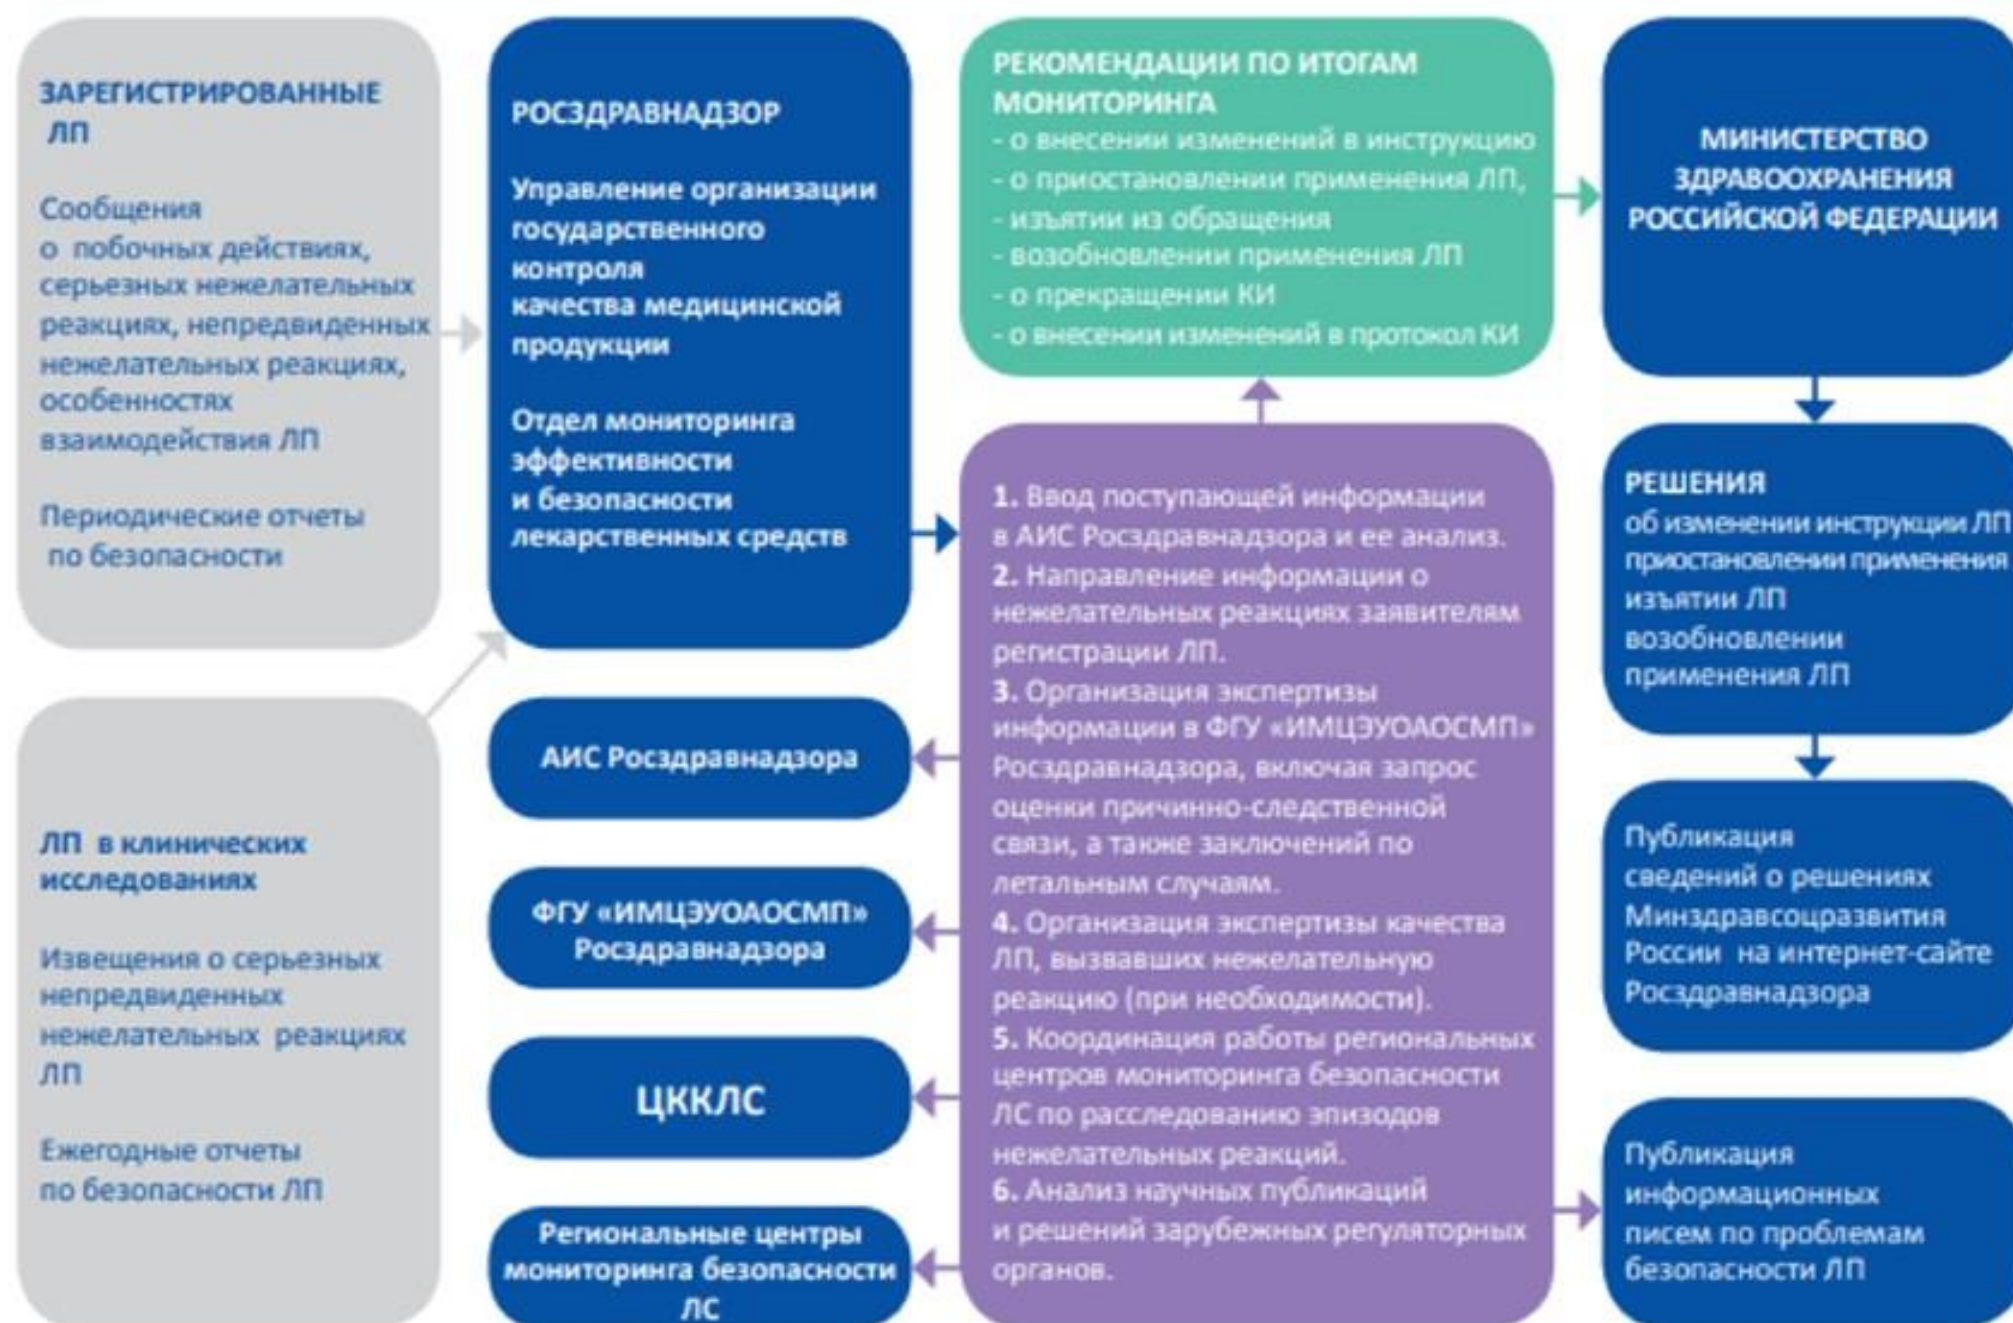 ЗАРЕГИСТРИРОВАННЫЕ
ЛП
Сообщения
о побочных действиях,
серьезных нежелательных
реакциях, непредвиденных
нежелательных реакциях,
особенностях
взаимодействия ЛП
Периодические отчеты
по безопасности
ЛП в клинических
исследованиях
Извещения о серьезных
непредвиденных
нежелательных реакциях
ЛП
Ежегодные отчеты
по безопасности ЛП
РОСЗДРАВНАДЗОР
Управление организации
государственного
контроля
качества медицинской
продукции
Отдел мониторинга
эффективности
и безопасности
лекарственных средств
АИС Росздравнадзора
ФГУ «ИМЦЭУОАОСМП»
Росздравнадзора
ЦККЛС
Региональные центры
мониторинга безопасности
ЛС
РЕКОМЕНДАЦИИ ПО ИТОГАМ
МОНИТОРИНГА
- о внесении изменений в инструкцию
- о приостановлении применения ЛП,
- изъятии из обращения
- возобновлении применения ЛП
- о прекращении КИ
- о внесении изменений в протокол КИ
1. Ввод поступающей информации
в АИС Росздравнадзора и ее анализ.
2. Направление информации о
нежелательных реакциях заявителям
регистрации ЛП.
3. Организация экспертизы
информации в ФГУ «ИМЦЭУОАОСМП»
Росздравнадзора, включая запрос
оценки причинно-следственной
связи, а также заключений по
летальным случаям.
4. Организация экспертизы качества
ЛП, вызвавших нежелательную
реакцию (при необходимости).
5. Координация работы региональных
центров мониторинга безопасности
ЛС по расследованию эпизодов
нежелательных реакций.
6. Анализ научных публикаций
и решений зарубежных регуляторных
органов.
МИНИСТЕРСТВО
ЗДРАВООХРАНЕНИЯ
РОССИЙСКОЙ ФЕДЕРАЦИИ
РЕШЕНИЯ
об изменении инструкции ЛП
приостановлении применения
изъятии ЛП
возобновлении
применения ЛП
Публикация
сведений о решениях
Минздравсоцразвития
России на интернет-сайте
Росздравнадзора
Публикация
информационных
писем по проблемам
безопасности ЛП